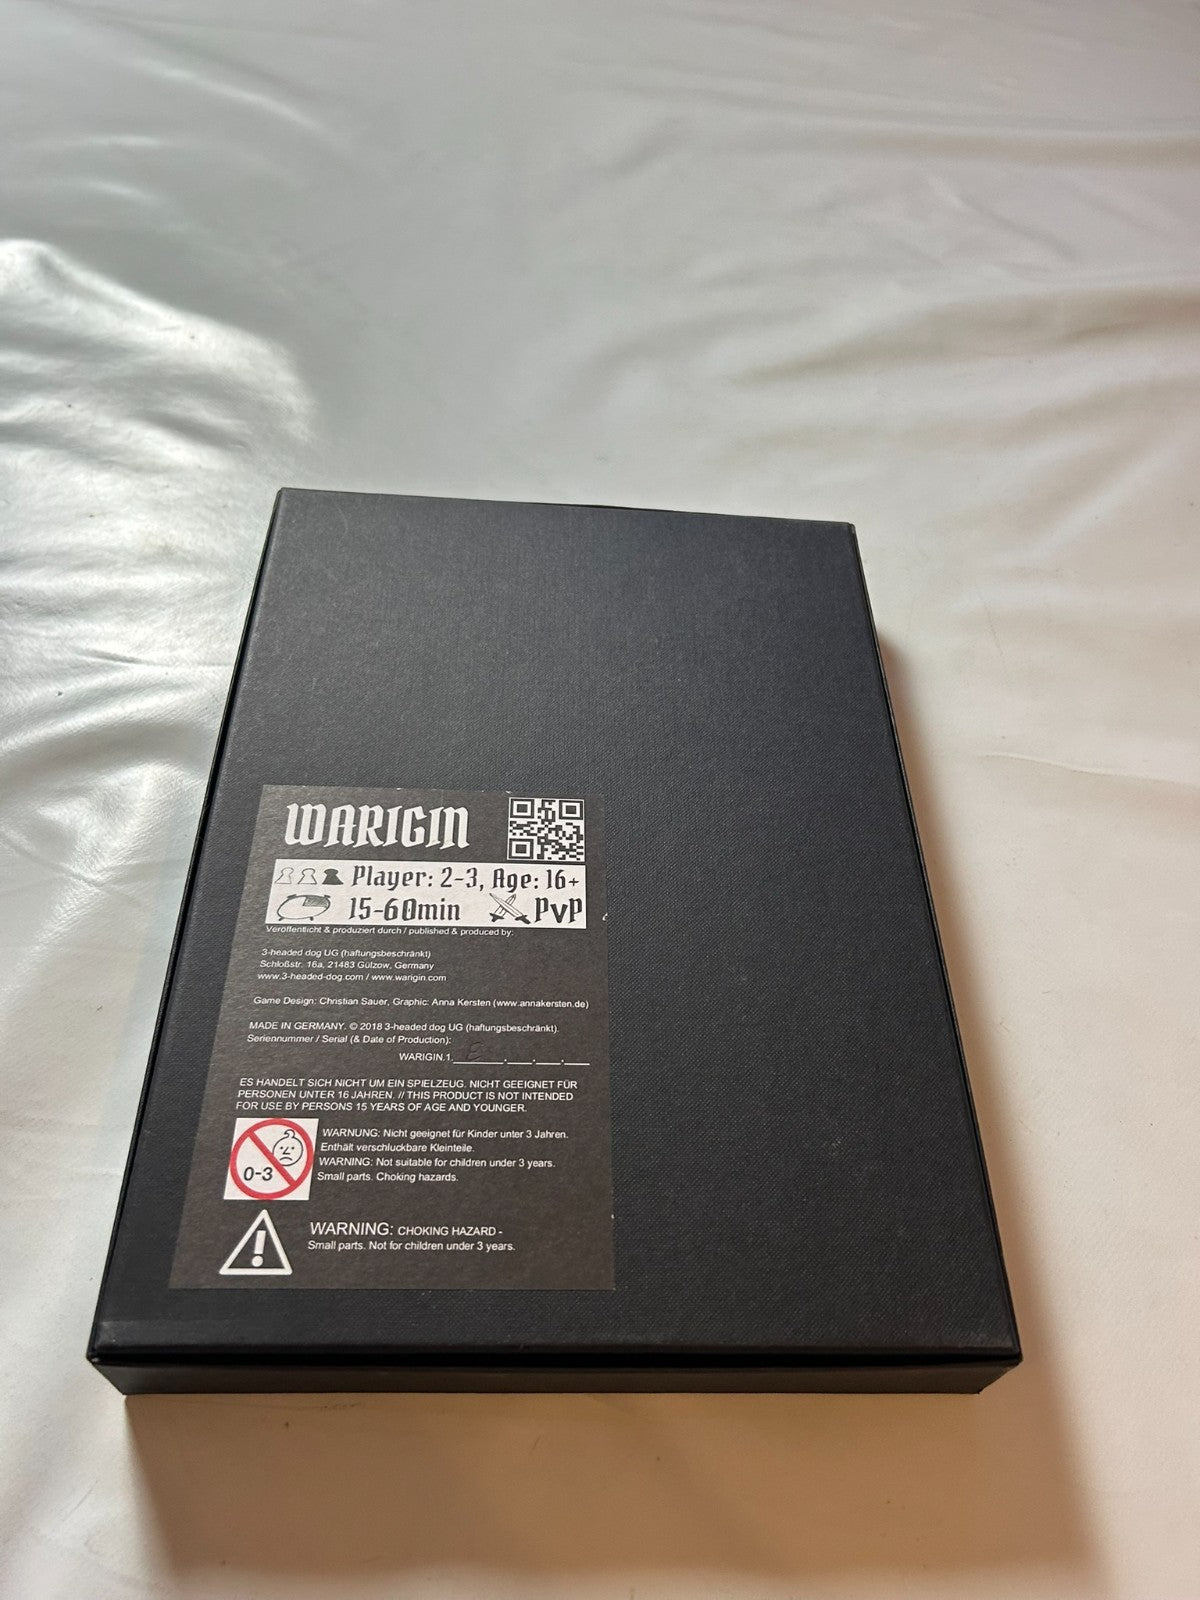 WARIGIN
Player: 2-3, Age: 16+
15-60min PvP
Veröffentlicht & produziert durch / published & produced by:
3-headed dog UG (haftungsbeschränkt)
Schloßstr. 16a, 21483 Gülzow, Germany
www.3-headed-dog.com / www.warigin.com
Game Design: Christian Sauer, Graphic: Anna Kersten (www.annakersten.de)
MADE IN GERMANY. © 2018 3-headed dog UG (haftungsbeschränkt).
Seriennummer / Serial (& Date of Production):
WARIGIN.1.____.___.___.___
ES HANDELT SICH NICHT UM EIN SPIELZEUG. NICHT GEEIGNET FÜR
PERSONEN UNTER 16 JAHREN. // THIS PRODUCT IS NOT INTENDED
FOR USE BY PERSONS 15 YEARS OF AGE AND YOUNGER.
0-3
WARNUNG: Nicht geeignet für Kinder unter 3 Jahren.
Enthält verschluckbare Kleinteile.
WARNING: Not suitable for children under 3 years.
Small parts. Choking hazards.
WARNING: CHOKING HAZARD -
Small parts. Not for children under 3 years.